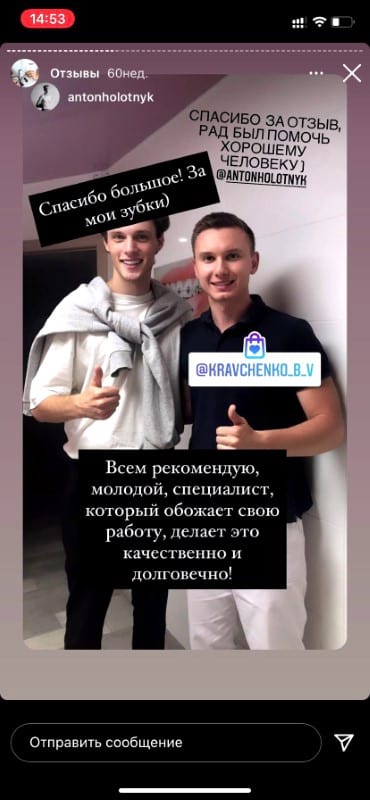 14:53
Отзывы 60нед.
antonholotnyk
СПАСИБО ЗА ОТЗЫВ,
РАД БЫЛ ПОМОЧЬ
ХОРОШЕМУ
ЧЕЛОВЕКУ)
@ANTONHOLOTNYK
Спасибо большое! За
мои зубки)
@KRAVCHENKO_B_V
Всем рекомендую,
молодой, специалист,
который обожает свою
работу, делает это
качественно и
долговечно!
Отправить сообщение